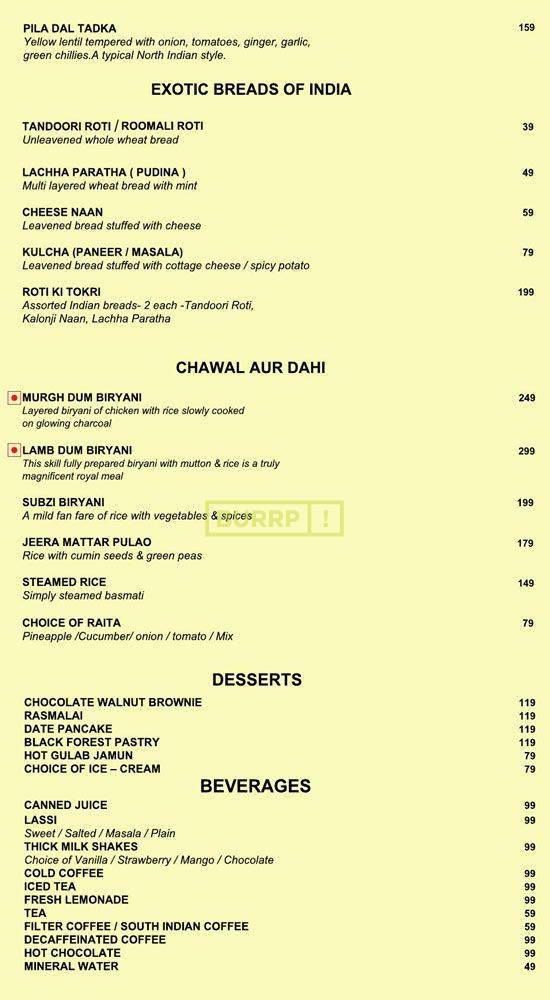 PILA DAL TADKA 159
Yellow lentil tempered with onion, tomatoes, ginger, garlic,
green chillies.A typical North Indian style.
EXOTIC BREADS OF INDIA
TANDOORI ROTI / ROOMALI ROTI 39
Unleavened whole wheat bread
LACHHA PARATHA ( PUDINA ) 49
Multi layered wheat bread with mint
CHEESE NAAN 59
Leavened bread stuffed with cheese
KULCHA (PANEER / MASALA) 79
Leavened bread stuffed with cottage cheese / spicy potato
ROTI KI TOKRI 199
Assorted Indian breads- 2 each -Tandoori Roti,
Kalonji Naan, Lachha Paratha
CHAWAL AUR DAHI
MURGH DUM BIRYANI 249
Layered biryani of chicken with rice slowly cooked
on glowing charcoal
LAMB DUM BIRYANI 299
This skill fully prepared biryani with mutton & rice is a truly
magnificent royal meal
SUBZI BIRYANI 199
A mild fan fare of rice with vegetables & spices
BURRP !
JEERA MATTAR PULAO 179
Rice with cumin seeds & green peas
STEAMED RICE 149
Simply steamed basmati
CHOICE OF RAITA 79
Pineapple /Cucumber/ onion / tomato / Mix
DESSERTS
CHOCOLATE WALNUT BROWNIE 119
RASMALAI 119
DATE PANCAKE 119
BLACK FOREST PASTRY 119
HOT GULAB JAMUN 79
CHOICE OF ICE – CREAM 79
BEVERAGES
CANNED JUICE 99
LASSI 99
Sweet / Salted / Masala / Plain
THICK MILK SHAKES 99
Choice of Vanilla / Strawberry / Mango / Chocolate
COLD COFFEE 99
ICED TEA 99
FRESH LEMONADE 99
TEA 59
FILTER COFFEE / SOUTH INDIAN COFFEE 59
DECAFFEINATED COFFEE 99
HOT CHOCOLATE 99
MINERAL WATER 49